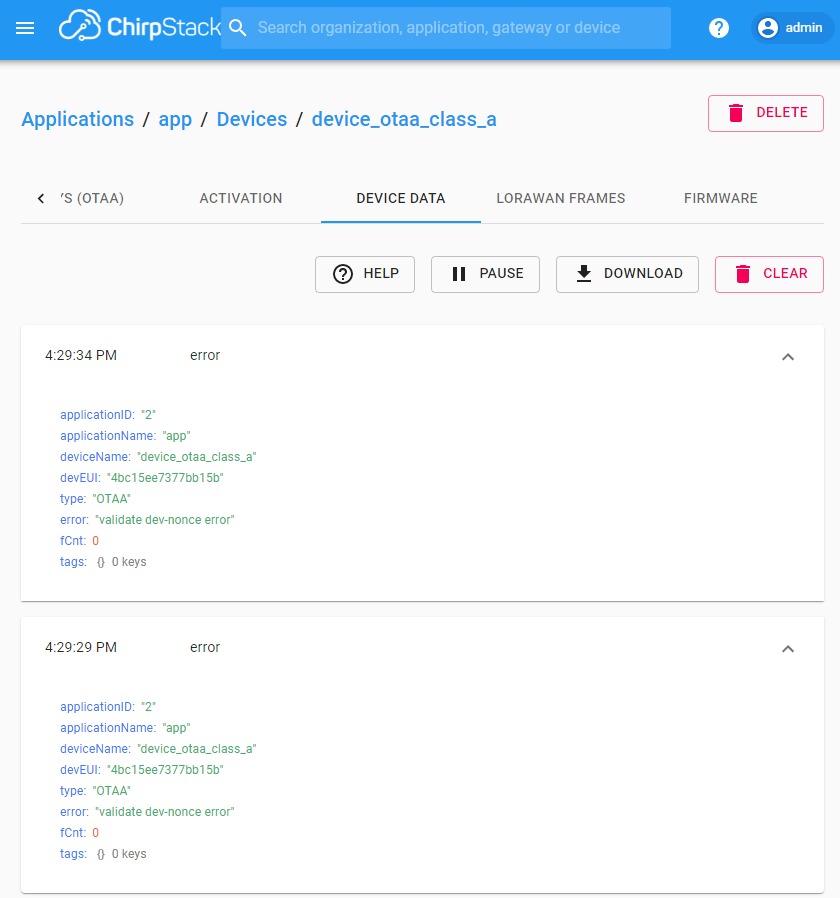 ChirpStack Search organization, application, gateway or device ? admin
Applications / app / Devices / device_otaa_class_a DELETE
'S (OTAA) ACTIVATION DEVICE DATA LORAWAN FRAMES FIRMWARE
? HELP PAUSE DOWNLOAD CLEAR
4:29:34 PM error
applicationID: "2"
applicationName: "app"
deviceName: "device_otaa_class_a"
devEUI: "4bc15ee7377bb15b"
type: "OTAA"
error: "validate dev-nonce error"
fCnt: 0
tags: {} 0 keys
4:29:29 PM error
applicationID: "2"
applicationName: "app"
deviceName: "device_otaa_class_a"
devEUI: "4bc15ee7377bb15b"
type: "OTAA"
error: "validate dev-nonce error"
fCnt: 0
tags: {} 0 keys